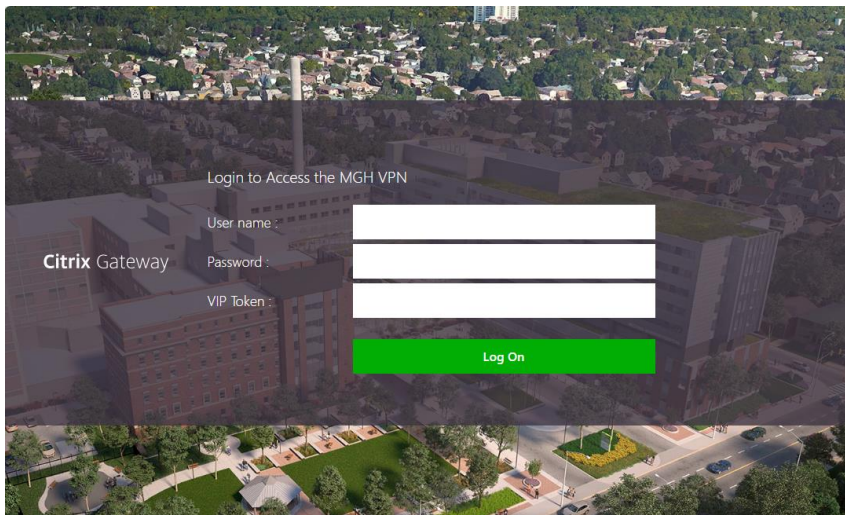 Login to Access the MGH VPN
User name :
Citrix Gateway
Password :
VIP Token :
Log On